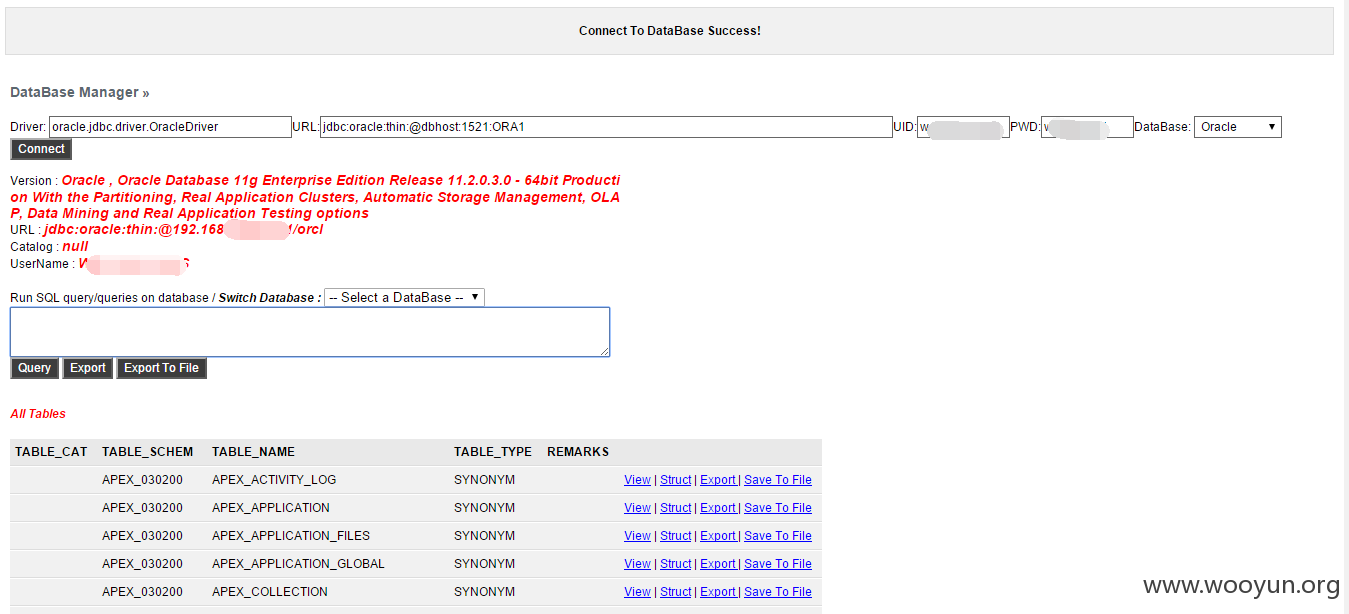 Connect To DataBase Success!
DataBase Manager »
Driver: oracle.jdbc.driver.OracleDriver URL: jdbc:oracle:thin:@dbhost:1521:ORA1 UID: w PWD: DataBase: Oracle
Connect
Version : Oracle , Oracle Database 11g Enterprise Edition Release 11.2.0.3.0 - 64bit Producti
on With the Partitioning, Real Application Clusters, Automatic Storage Management, OLA
P, Data Mining and Real Application Testing options
URL : jdbc:oracle:thin:@192.168 /orcl
Catalog : null
UserName :
Run SQL query/queries on database / Switch Database : -- Select a DataBase --
Query Export Export To File
All Tables
TABLE_CAT TABLE_SCHEM TABLE_NAME TABLE_TYPE REMARKS
APEX_030200 APEX_ACTIVITY_LOG SYNONYM View | Struct | Export | Save To File
APEX_030200 APEX_APPLICATION SYNONYM View | Struct | Export | Save To File
APEX_030200 APEX_APPLICATION_FILES SYNONYM View | Struct | Export | Save To File
APEX_030200 APEX_APPLICATION_GLOBAL SYNONYM View | Struct | Export | Save To File
APEX_030200 APEX_COLLECTION SYNONYM View | Struct | Export | Save To File
www.wooyun.org